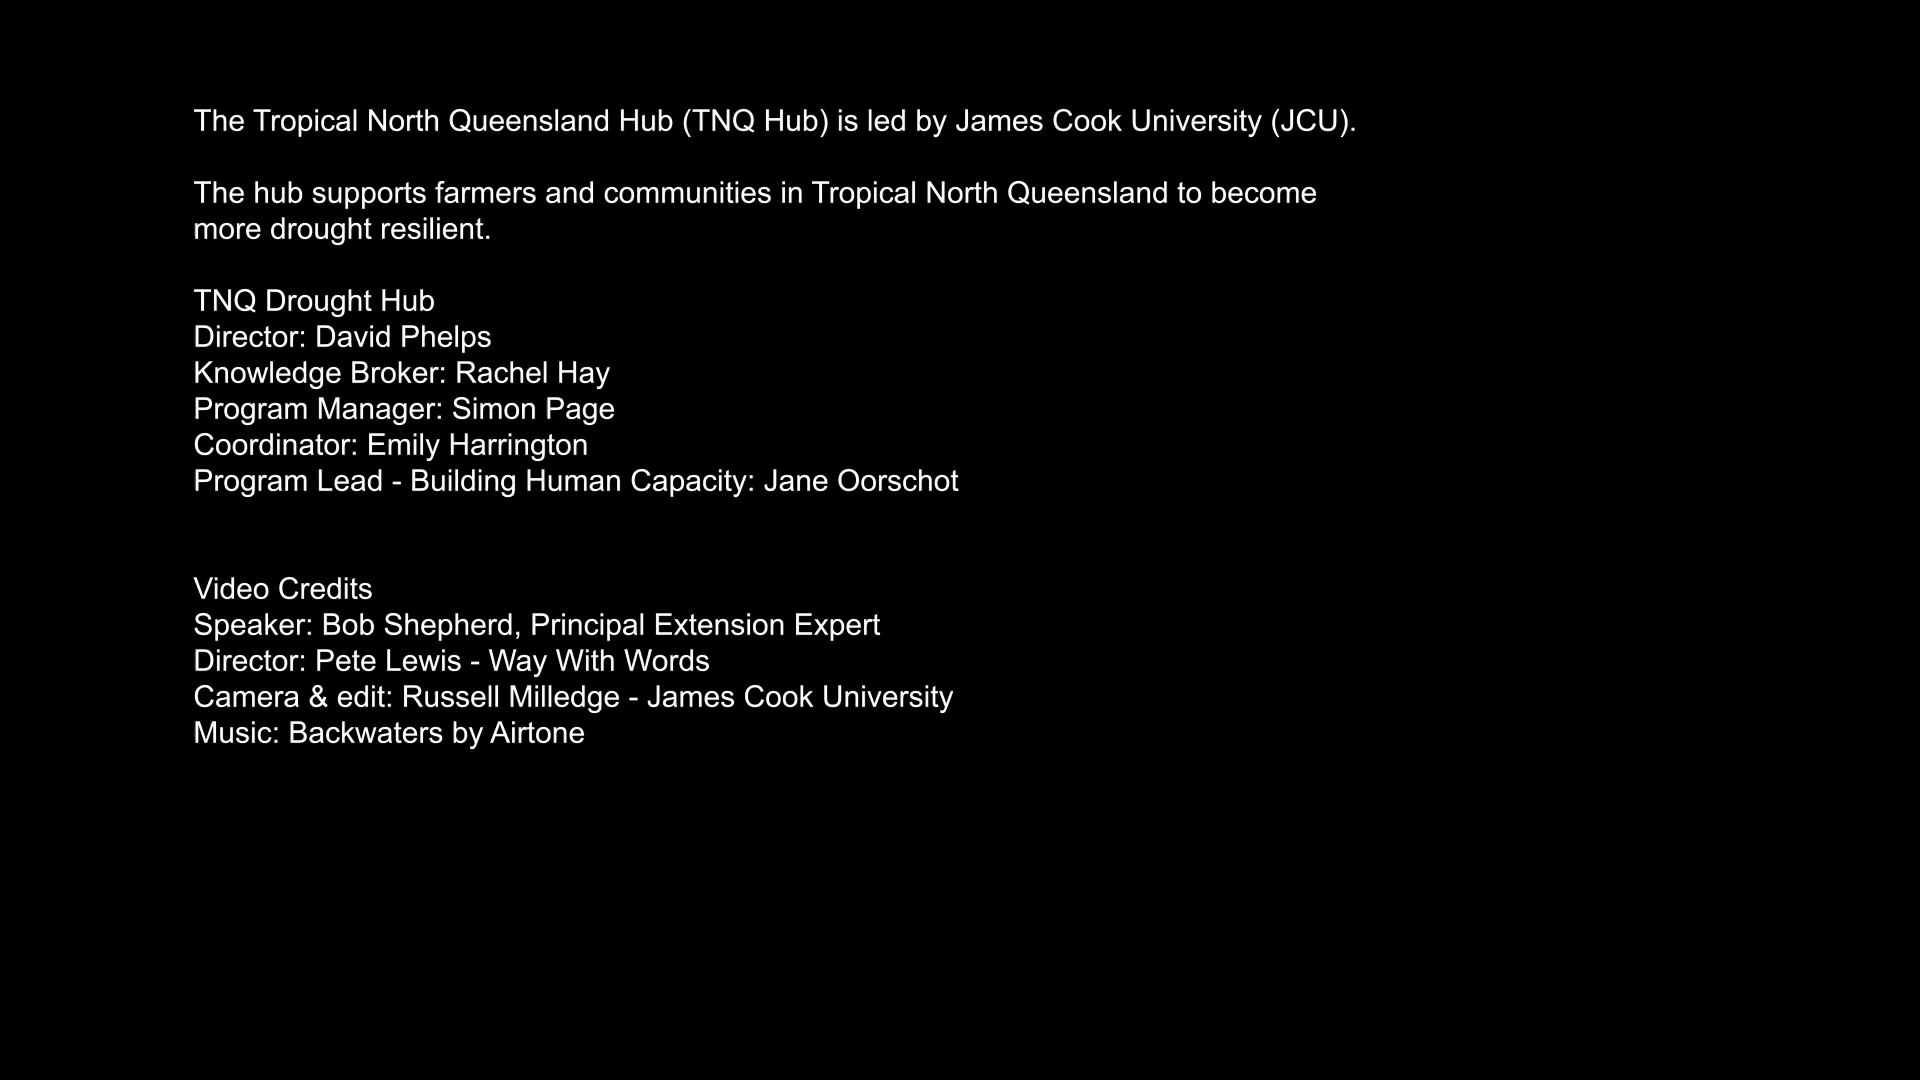 The Tropical North Queensland Hub (TNQ Hub) is led by James Cook University (JCU).
The hub supports farmers and communities in Tropical North Queensland to become
more drought resilient.
TNQ Drought Hub
Director: David Phelps
Knowledge Broker: Rachel Hay
Program Manager: Simon Page
Coordinator: Emily Harrington
Program Lead - Building Human Capacity: Jane Oorschot
Video Credits
Speaker: Bob Shepherd, Principal Extension Expert
Director: Pete Lewis - Way With Words
Camera & edit: Russell Milledge - James Cook University
Music: Backwaters by Airtone